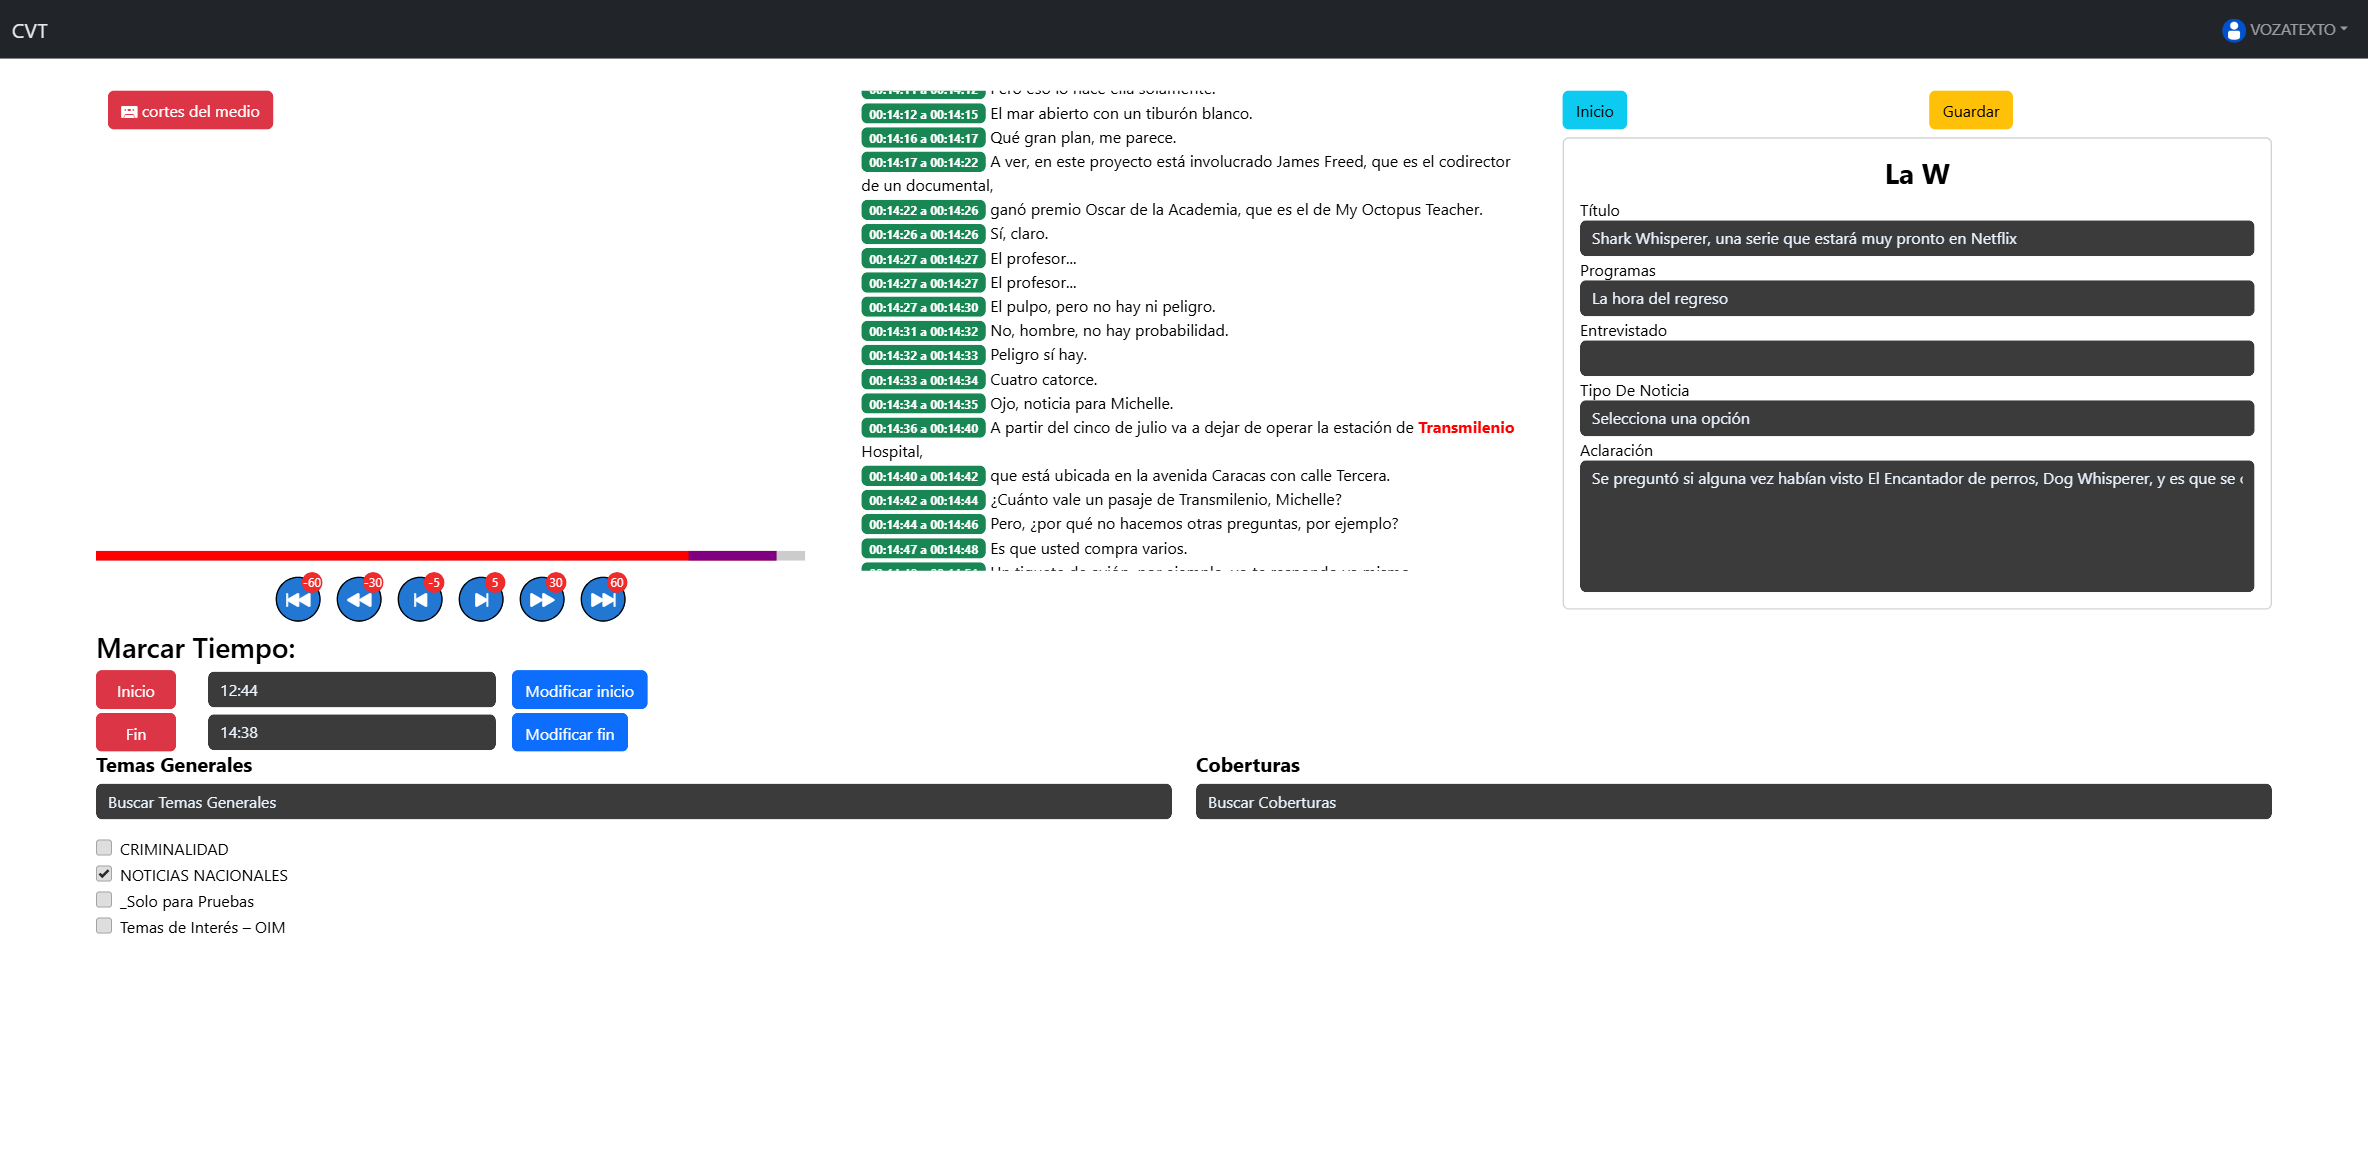 CVT
VOZATEXTO
cortes del medio
-60
-30
-5
5
30
60
Marcar Tiempo:
Inicio
12:44
Modificar inicio
Fin
14:38
Modificar fin
00:14:12 a 00:14:15 El mar abierto con un tiburón blanco.
00:14:16 a 00:14:17 Qué gran plan, me parece.
00:14:17 a 00:14:22 A ver, en este proyecto está involucrado James Freed, que es el codirector
de un documental,
00:14:22 a 00:14:26 ganó premio Oscar de la Academia, que es el de My Octopus Teacher.
00:14:26 a 00:14:26 Sí, claro.
00:14:27 a 00:14:27 El profesor...
00:14:27 a 00:14:27 El profesor...
00:14:27 a 00:14:30 El pulpo, pero no hay ni peligro.
00:14:31 a 00:14:32 No, hombre, no hay probabilidad.
00:14:32 a 00:14:33 Peligro sí hay.
00:14:33 a 00:14:34 Cuatro catorce.
00:14:34 a 00:14:35 Ojo, noticia para Michelle.
00:14:36 a 00:14:40 A partir del cinco de julio va a dejar de operar la estación de Transmilenio
Hospital,
00:14:40 a 00:14:42 que está ubicada en la avenida Caracas con calle Tercera.
00:14:42 a 00:14:44 ¿Cuánto vale un pasaje de Transmilenio, Michelle?
00:14:44 a 00:14:46 Pero, ¿por qué no hacemos otras preguntas, por ejemplo?
00:14:47 a 00:14:48 Es que usted compra varios.
Inicio
Guardar
La W
Título
Shark Whisperer, una serie que estará muy pronto en Netflix
Programas
La hora del regreso
Entrevistado
Tipo De Noticia
Selecciona una opción
Aclaración
Se preguntó si alguna vez habían visto El Encantador de perros, Dog Whisperer, y es que se
Temas Generales
Buscar Temas Generales
CRIMINALIDAD
NOTICIAS NACIONALES
_Solo para Pruebas
Temas de Interés – OIM
Coberturas
Buscar Coberturas